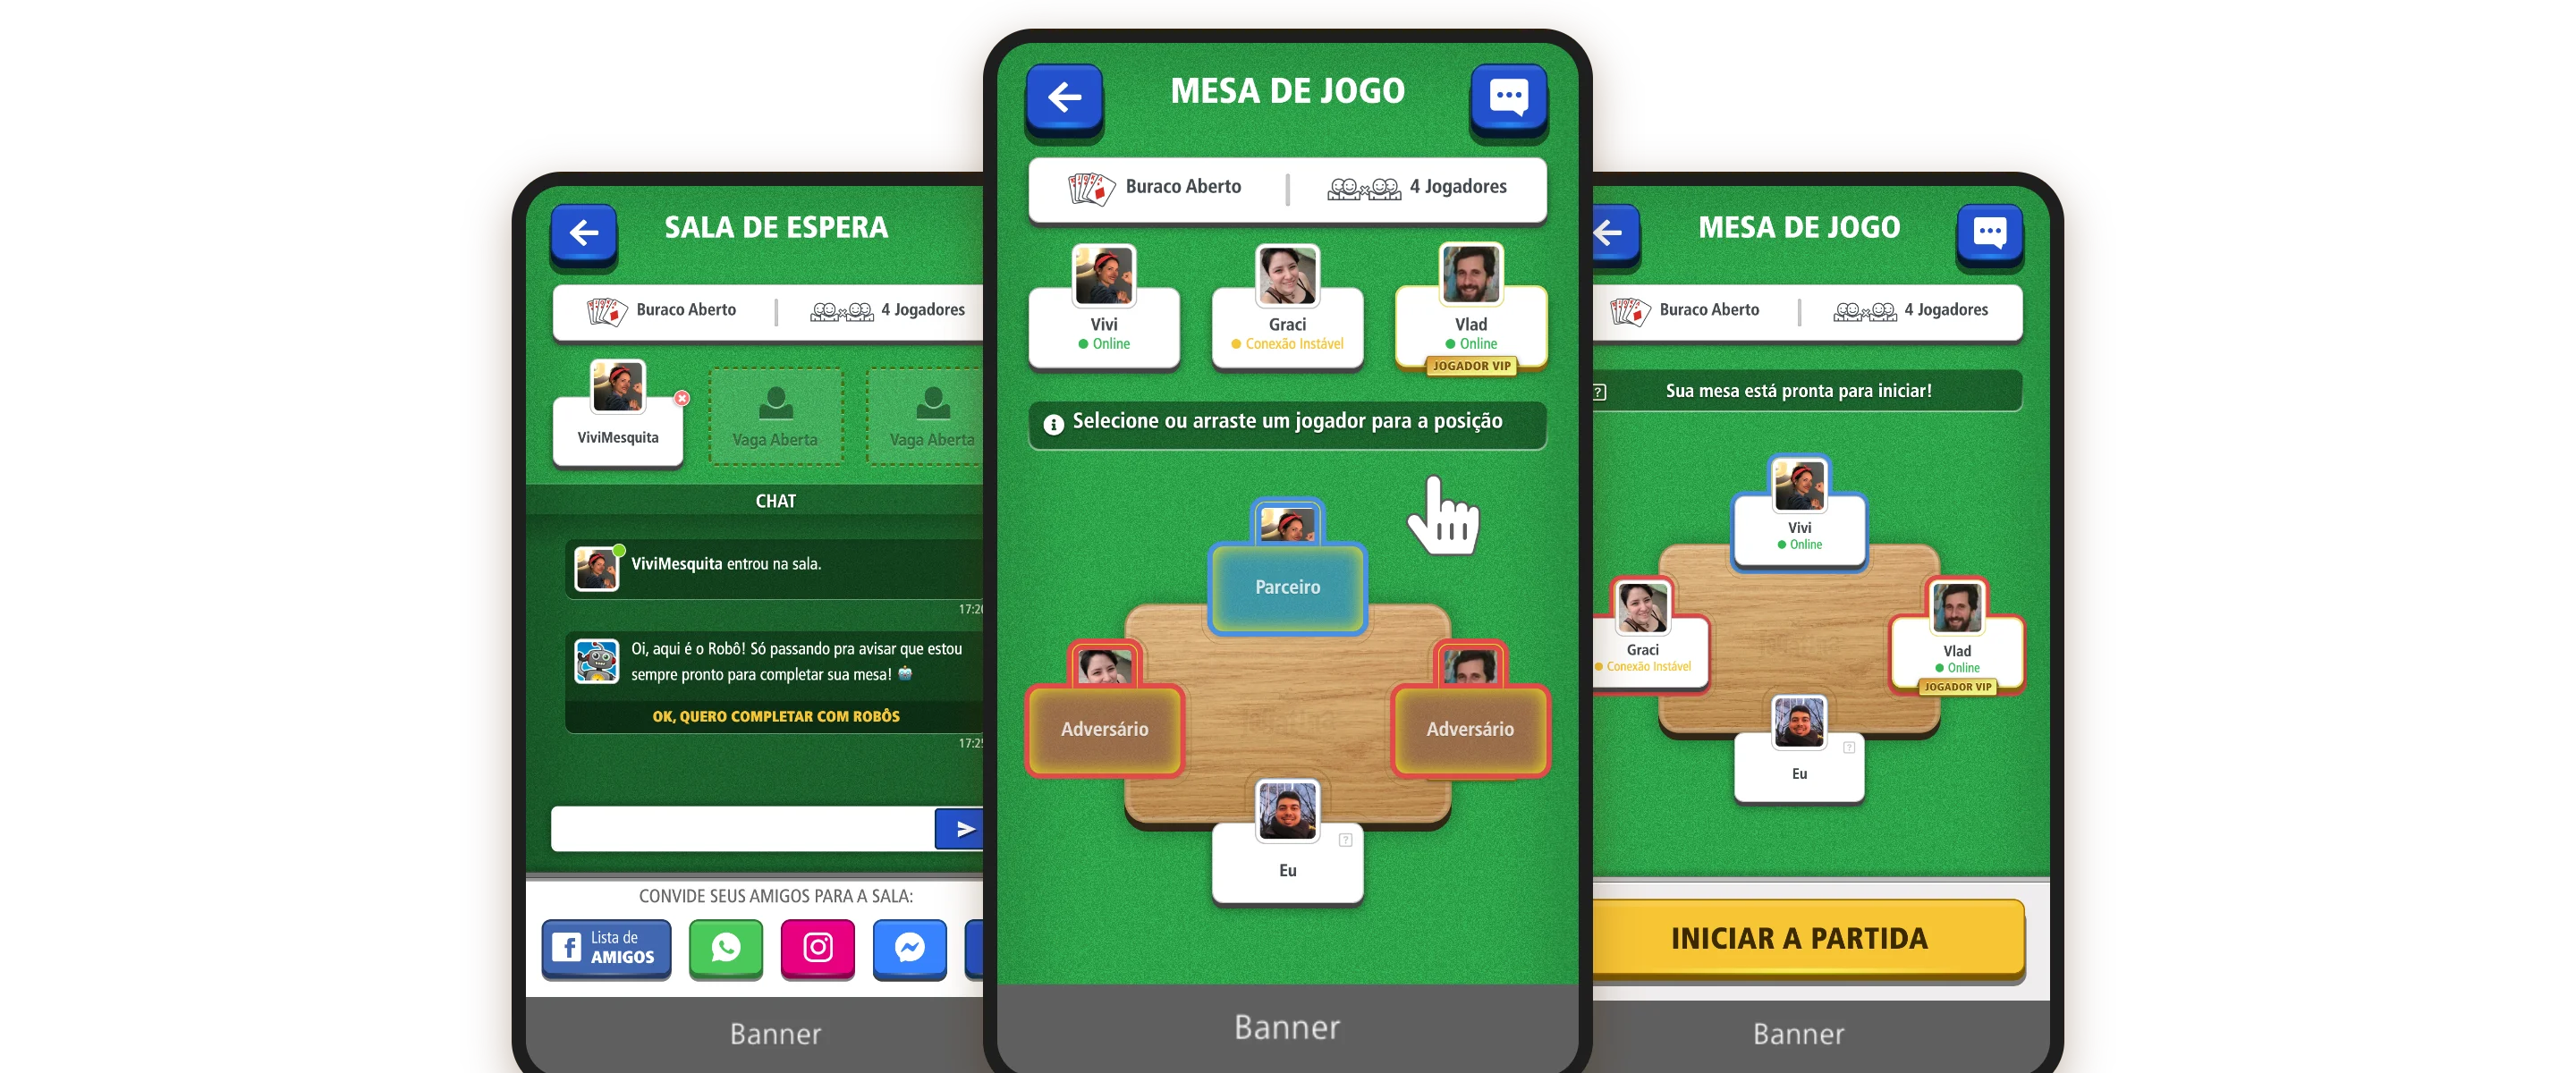 SALA DE ESPERA
Buraco Aberto
4 Jogadores
ViviMesquita
Vaga Aberta
Vaga Aberta
CHAT
ViviMesquita entrou na sala.
Oi, aqui é o Robô! Só passando pra avisar que estou
sempre pronto para completar sua mesa!
OK, QUERO COMPLETAR COM ROBÔS
CONVIDE SEUS AMIGOS PARA A SALA:
Lista de
AMIGOS
Banner
MESA DE JOGO
Buraco Aberto
4 Jogadores
Vivi
Online
Graci
Conexão Instável
Vlad
Online
JOGADOR VIP
Selecione ou arraste um jogador para a posição
Parceiro
Adversário
Adversário
Eu
Banner
MESA DE JOGO
Buraco Aberto
4 Jogadores
Sua mesa está pronta para iniciar!
Vivi
Online
Graci
Conexão Instável
Vlad
Online
JOGADOR VIP
Eu
INICIAR A PARTIDA
Banner